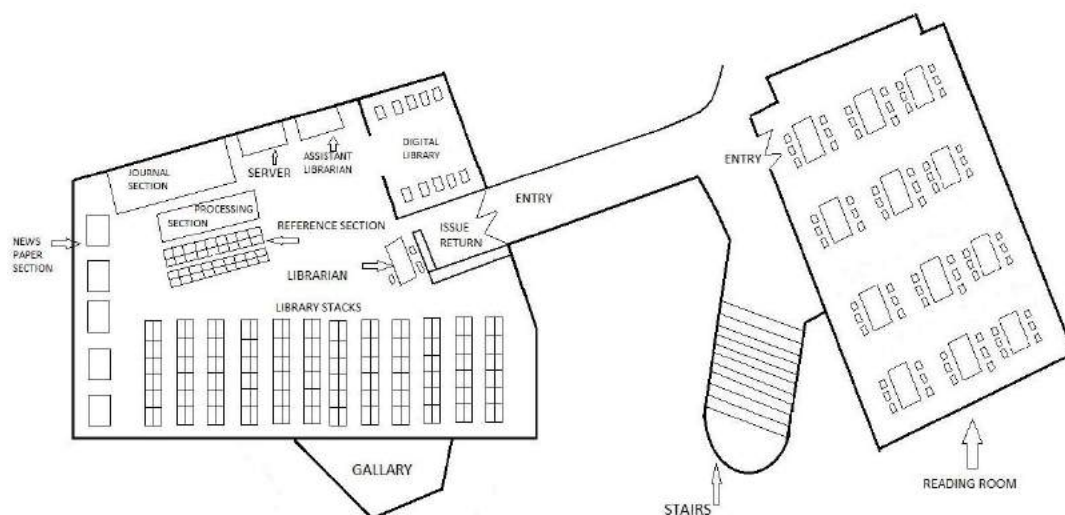 JOURNAL
SECTION
SERVER
ASSISTANT
LIBRARIAN
DIGITAL
LIBRARY
PROCESSING
SECTION
REFERENCE SECTION
NEWS
PAPER
SECTION
LIBRARIAN
ISSUE
RETURN
ENTRY
ENTRY
LIBRARY STACKS
GALLARY
STAIRS
READING ROOM